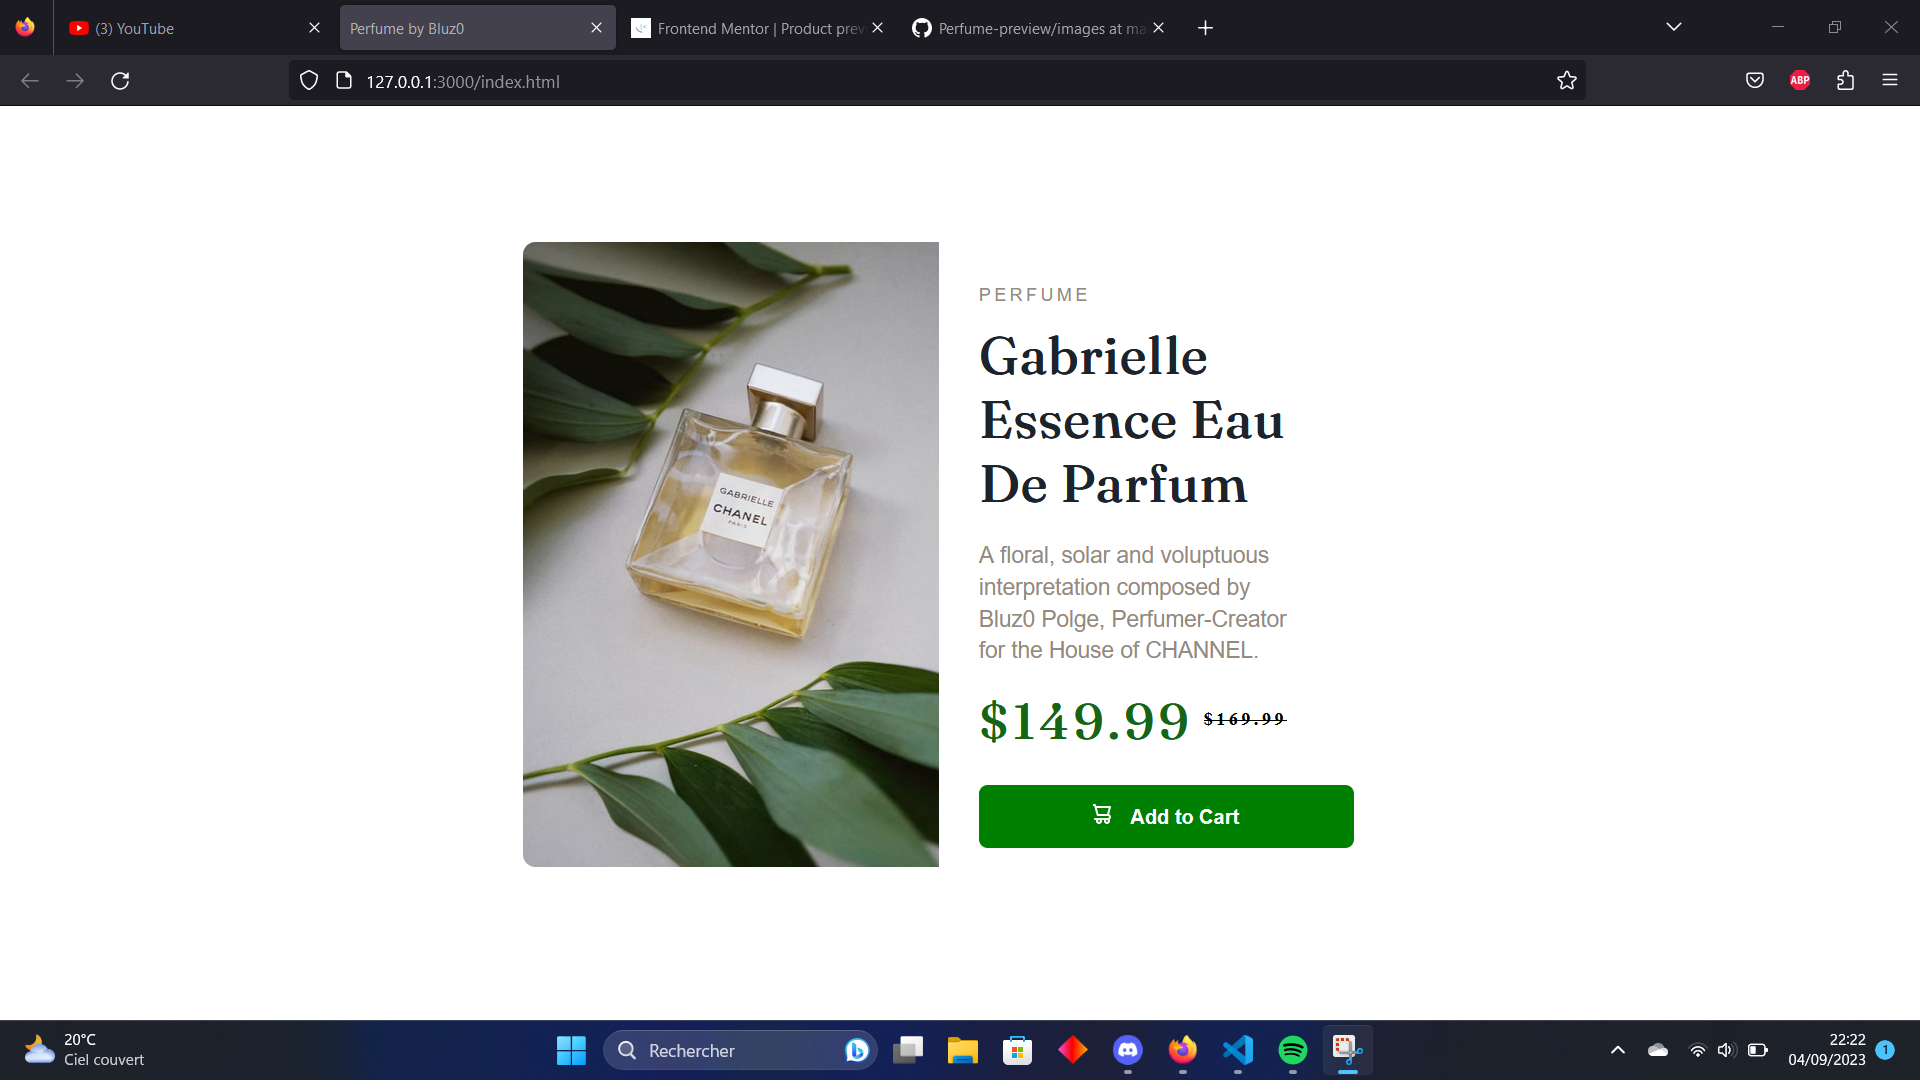 (3) YouTube
Perfume by Bluz0
Frontend Mentor | Product prev
Perfume-preview/images at ma
127.0.0.1:3000/index.html
ABP
GABRIELLE
CHANEL
PARIS
PERFUME
Gabrielle
Essence Eau
De Parfum
A floral, solar and voluptuous
interpretation composed by
Bluz0 Polge, Perfumer-Creator
for the House of CHANNEL.
$149.99 $169.99
Add to Cart
20°C
Ciel couvert
Rechercher
22:22
04/09/2023
1